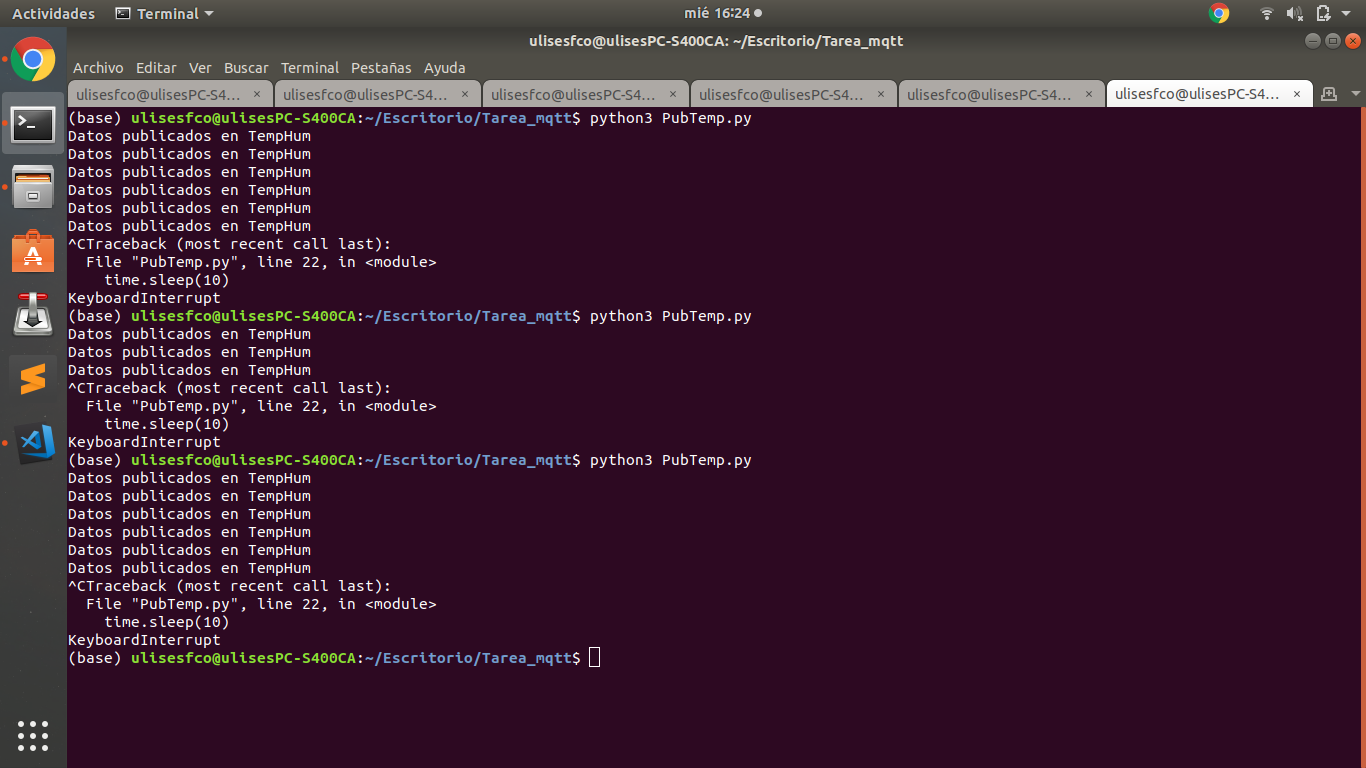 Actividades Terminal mié 16:24
ulisesfco@ulisesPC-S400CA: ~/Escritorio/Tarea_mqtt
Archivo Editar Ver Buscar Terminal Pestañas Ayuda
ulisesfco@ulisesPC-S4... × ulisesfco@ulisesPC-S4... × ulisesfco@ulisesPC-S4... × ulisesfco@ulisesPC-S4... × ulisesfco@ulisesPC-S4... × ulisesfco@ulisesPC-S4... ×
(base) ulisesfco@ulisesPC-S400CA:~/Escritorio/Tarea_mqtt$ python3 PubTemp.py
Datos publicados en TempHum
Datos publicados en TempHum
Datos publicados en TempHum
Datos publicados en TempHum
Datos publicados en TempHum
Datos publicados en TempHum
^CTraceback (most recent call last):
  File "PubTemp.py", line 22, in <module>
    time.sleep(10)
KeyboardInterrupt
(base) ulisesfco@ulisesPC-S400CA:~/Escritorio/Tarea_mqtt$ python3 PubTemp.py
Datos publicados en TempHum
Datos publicados en TempHum
Datos publicados en TempHum
^CTraceback (most recent call last):
  File "PubTemp.py", line 22, in <module>
    time.sleep(10)
KeyboardInterrupt
(base) ulisesfco@ulisesPC-S400CA:~/Escritorio/Tarea_mqtt$ python3 PubTemp.py
Datos publicados en TempHum
Datos publicados en TempHum
Datos publicados en TempHum
Datos publicados en TempHum
Datos publicados en TempHum
Datos publicados en TempHum
^CTraceback (most recent call last):
  File "PubTemp.py", line 22, in <module>
    time.sleep(10)
KeyboardInterrupt
(base) ulisesfco@ulisesPC-S400CA:~/Escritorio/Tarea_mqtt$